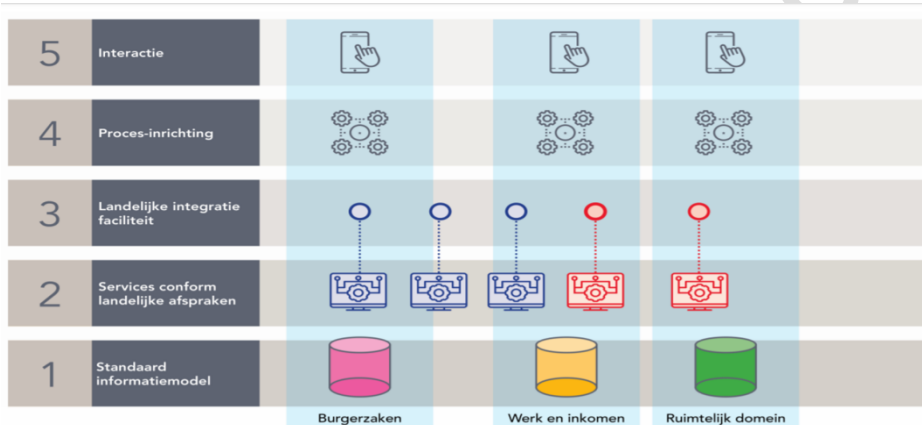 5
Interactie
4
Proces-inrichting
3
Landelijke integratie
faciliteit
2
Services conform
landelijke afspraken
1
Standaard
informatiemodel
Burgerzaken
Werk en inkomen
Ruimtelijk domein